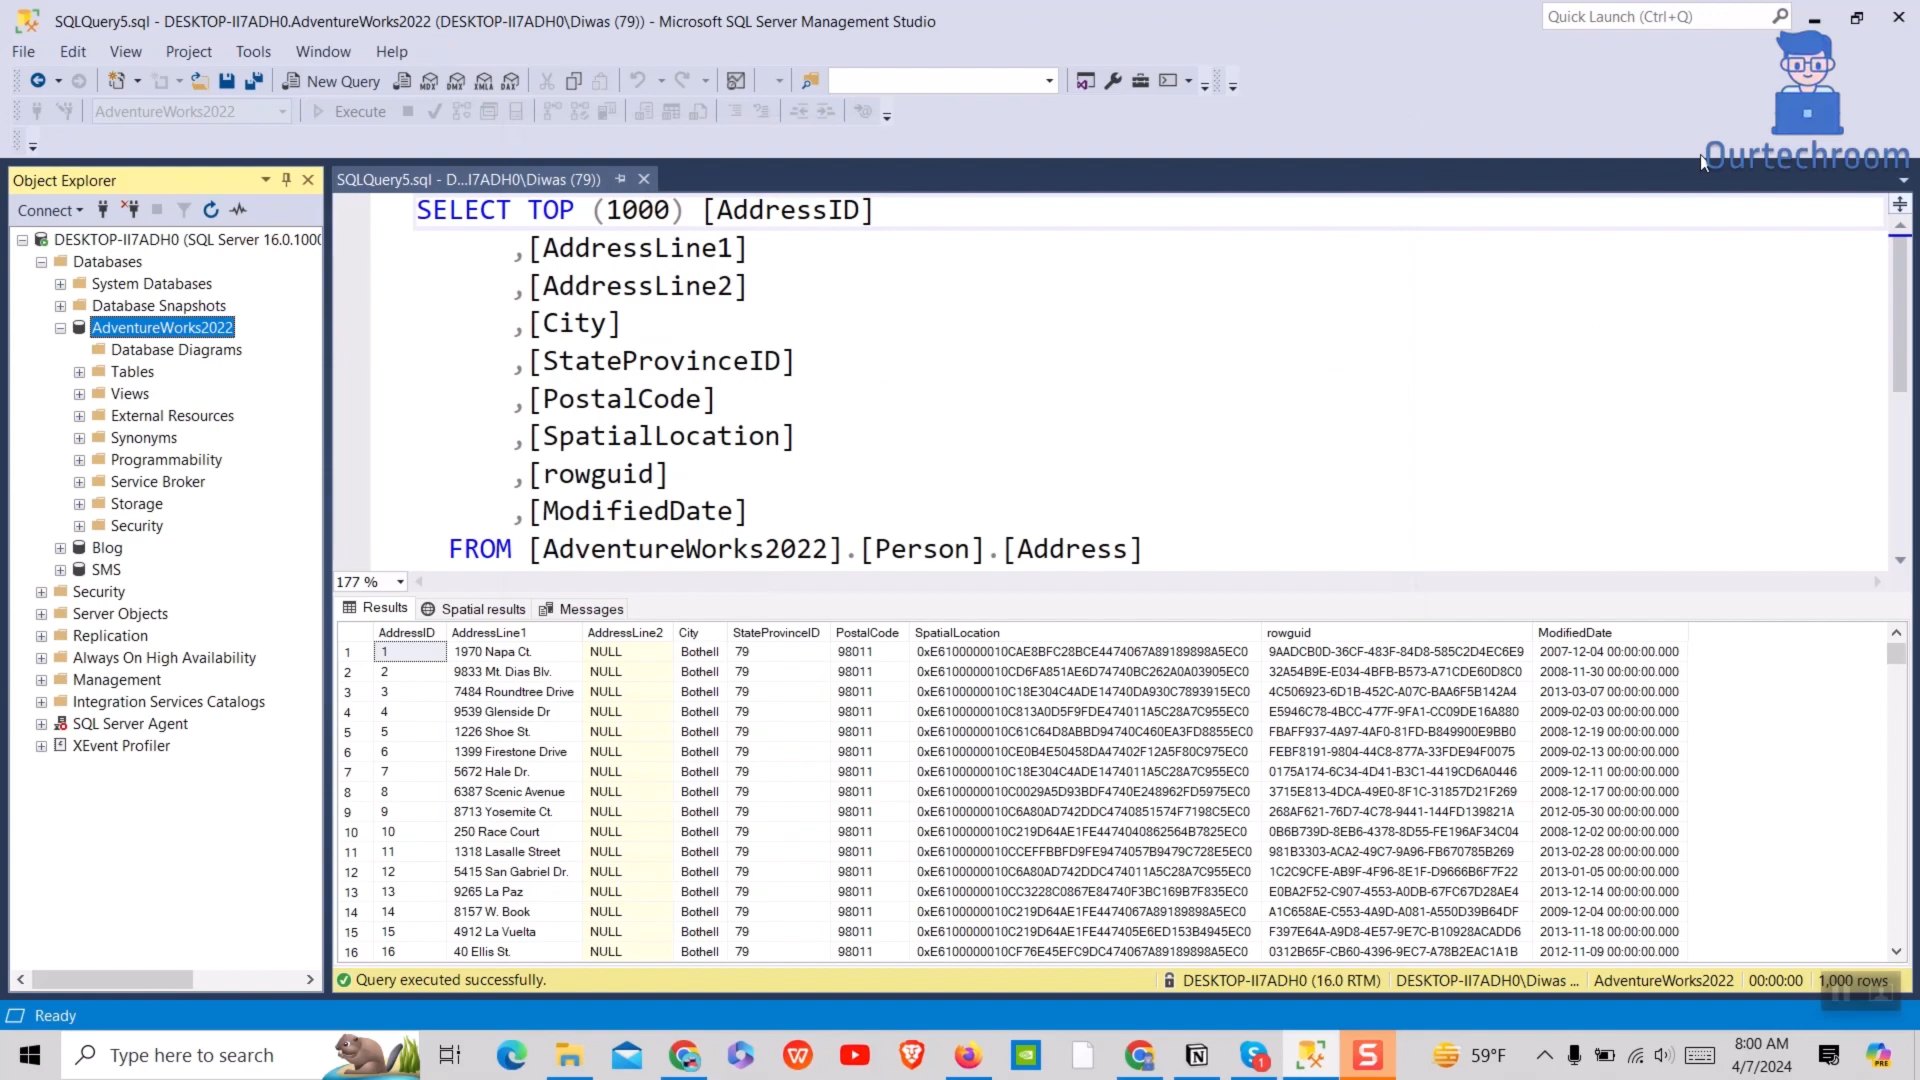 SQLQuery5.sql - DESKTOP-II7ADH0.AdventureWorks2022 (DESKTOP-II7ADH0\Diwas (79)) - Microsoft SQL Server Management Studio
Quick Launch (Ctrl+Q)
File Edit View Project Tools Window Help
New Query MDX DMX XMLA DAX
AdventureWorks2022 Execute
Ourtechroom
Object Explorer
SQLQuery5.sql - D...I7ADH0\Diwas (79))
Connect
DESKTOP-II7ADH0 (SQL Server 16.0.1000
Databases
System Databases
Database Snapshots
AdventureWorks2022
Database Diagrams
Tables
Views
External Resources
Synonyms
Programmability
Service Broker
Storage
Security
Blog
SMS
Security
Server Objects
Replication
Always On High Availability
Management
Integration Services Catalogs
SQL Server Agent
XEvent Profiler
SELECT TOP (1000) [AddressID]
,[AddressLine1]
,[AddressLine2]
,[City]
,[StateProvinceID]
,[PostalCode]
,[SpatialLocation]
,[rowguid]
,[ModifiedDate]
FROM [AdventureWorks2022].[Person].[Address]
177 %
Results Spatial results Messages
AddressID AddressLine1 AddressLine2 City StateProvinceID PostalCode SpatialLocation rowguid ModifiedDate
1 1 1970 Napa Ct. NULL Bothell 79 98011 0xE6100000010CAE8BFC28BCE4474067A89189898A5EC0 9AADCB0D-36CF-483F-84D8-585C2D4EC6E9 2007-12-04 00:00:00.000
2 2 9833 Mt. Dias Blv. NULL Bothell 79 98011 0xE6100000010CD6FA851AE6D74740BC262A0A03905EC0 32A54B9E-E034-4BFB-B573-A71CDE60D8C0 2008-11-30 00:00:00.000
3 3 7484 Roundtree Drive NULL Bothell 79 98011 0xE6100000010C18E304C4ADE14740DA930C7893915EC0 4C506923-6D1B-452C-A07C-BAA6F5B142A4 2013-03-07 00:00:00.000
4 4 9539 Glenside Dr NULL Bothell 79 98011 0xE6100000010C813A0D5F9FDE474011A5C28A7C955EC0 E5946C78-4BCC-477F-9FA1-CC09DE16A880 2009-02-03 00:00:00.000
5 5 1226 Shoe St. NULL Bothell 79 98011 0xE6100000010C61C64D8ABBD94740C460EA3FD8855EC0 FBAFF937-4A97-4AF0-81FD-B849900E9BB0 2008-12-19 00:00:00.000
6 6 1399 Firestone Drive NULL Bothell 79 98011 0xE6100000010CE0B4E50458DA47402F12A5F80C975EC0 FEBF8191-9804-44C8-877A-33FDE94F0075 2009-02-13 00:00:00.000
7 7 5672 Hale Dr. NULL Bothell 79 98011 0xE6100000010C18E304C4ADE1474011A5C28A7C955EC0 0175A174-6C34-4D41-B3C1-4419CD6A0446 2009-12-11 00:00:00.000
8 8 6387 Scenic Avenue NULL Bothell 79 98011 0xE6100000010C0029A5D93BDF4740E248962FD5975EC0 3715E813-4DCA-49E0-8F1C-31857D21F269 2008-12-17 00:00:00.000
9 9 8713 Yosemite Ct. NULL Bothell 79 98011 0xE6100000010C6A80AD742DDC4740851574F7198C5EC0 268AF621-76D7-4C78-9441-144FD139821A 2012-05-30 00:00:00.000
10 10 250 Race Court NULL Bothell 79 98011 0xE6100000010C219D64AE1FE4474040862564B7825EC0 0B6B739D-8EB6-4378-8D55-FE196AF34C04 2008-12-02 00:00:00.000
11 11 1318 Lasalle Street NULL Bothell 79 98011 0xE6100000010CCEFFBBFD9FE9474057B9479C728E5EC0 981B3303-ACA2-49C7-9A96-FB670785B269 2013-02-28 00:00:00.000
12 12 5415 San Gabriel Dr. NULL Bothell 79 98011 0xE6100000010C6A80AD742DDC474011A5C28A7C955EC0 1C2C9CFE-AB9F-4F96-8E1F-D9666B6F7F22 2013-01-05 00:00:00.000
13 13 9265 La Paz NULL Bothell 79 98011 0xE6100000010CC3228C0867E84740F3BC169B7F835EC0 E0BA2F52-C907-4553-A0DB-67FC67D28AE4 2013-12-14 00:00:00.000
14 14 8157 W. Book NULL Bothell 79 98011 0xE6100000010C219D64AE1FE4474067A89189898A5EC0 A1C658AE-C553-4A9D-A081-A550D39B64DF 2009-12-04 00:00:00.000
15 15 4912 La Vuelta NULL Bothell 79 98011 0xE6100000010C219D64AE1FE447405E6ED153B4945EC0 F397E64A-A9D8-4E57-9E7C-B10928ACADD6 2013-11-18 00:00:00.000
16 16 40 Ellis St. NULL Bothell 79 98011 0xE6100000010CF76E45EFC9DC474067A89189898A5EC0 0312B65F-CB60-4396-9EC7-A78B2EAC1A1B 2012-11-09 00:00:00.000
Query executed successfully. DESKTOP-II7ADH0 (16.0 RTM) DESKTOP-II7ADH0\Diwas ... AdventureWorks2022 00:00:00 1,000 rows
Ready
Type here to search
59°F
8:00 AM
4/7/2024